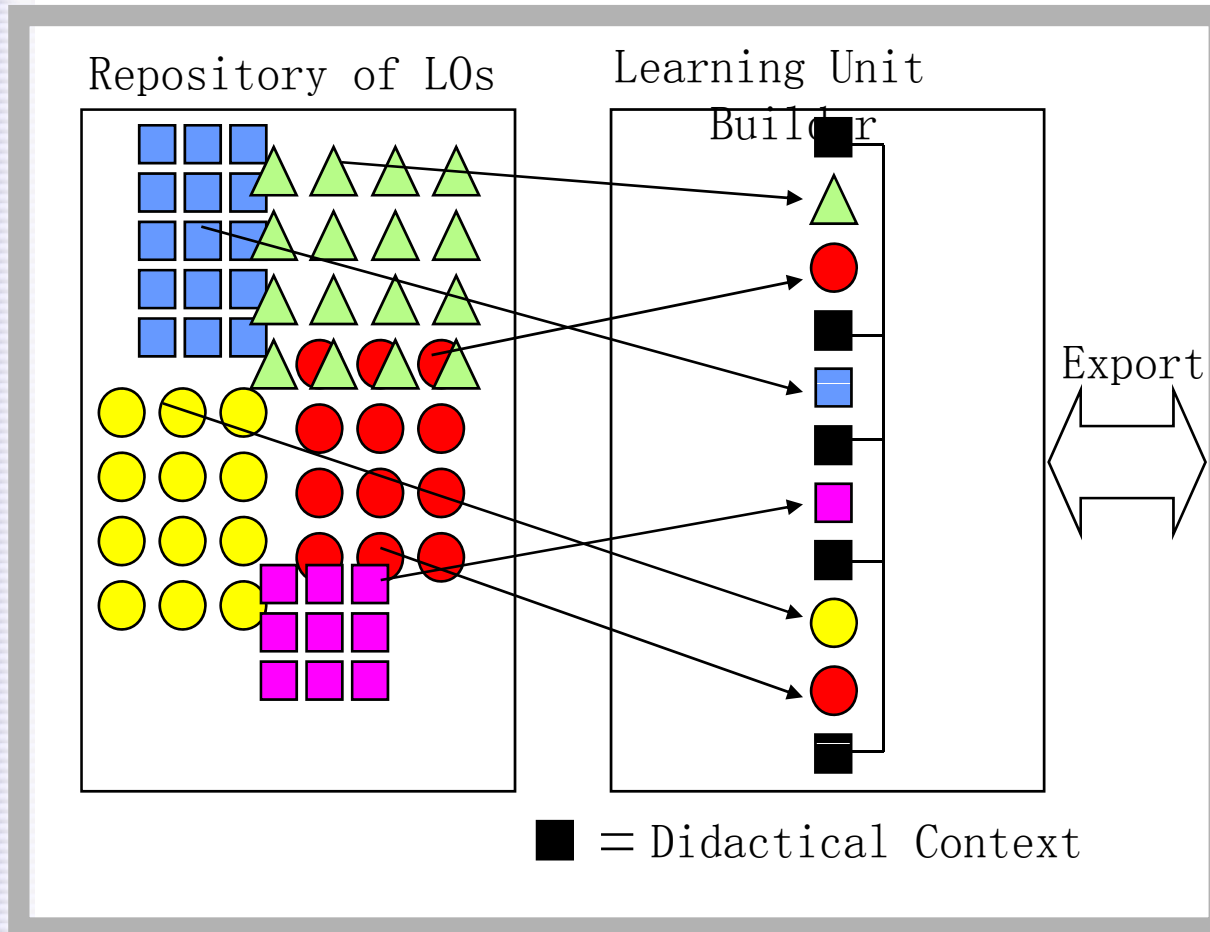 Repository of LOs
Learning Unit
Builder
Export
= Didactical Context